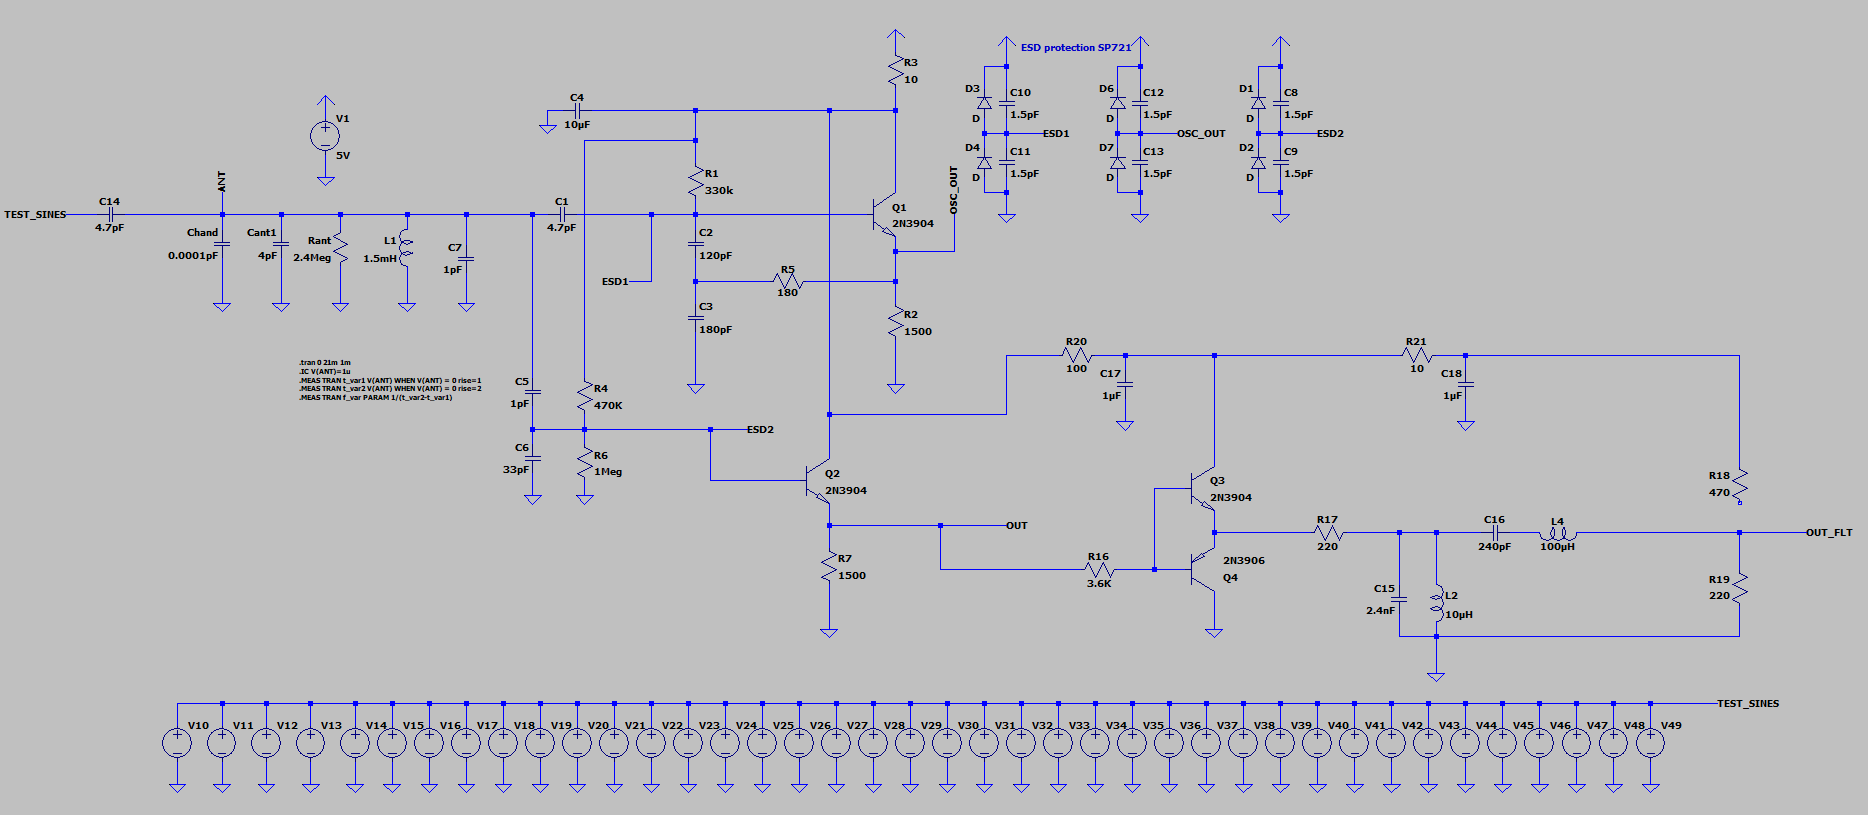 ESD protection SP721
R3
10
D3
C10
D
1.5pF
ESD1
D4
C11
D
1.5pF
D6
C12
D
1.5pF
OSC_OUT
D7
C13
D
1.5pF
D1
C8
D
1.5pF
ESD2
D2
C9
D
1.5pF
C4
10µF
V1
5V
ANT
TEST_SINES
C14
4.7pF
Chand
0.0001pF
Cant1
4pF
Rant
2.4Meg
L1
1.5mH
C7
1pF
C1
4.7pF
R1
330k
Q1
2N3904
OSC_OUT
C2
120pF
ESD1
R5
180
C3
180pF
R2
1500
.tran 0 21m 1m
.IC V(ANT)=1u
.MEAS TRAN t_var1 V(ANT) WHEN V(ANT) = 0 rise=1
.MEAS TRAN t_var2 V(ANT) WHEN V(ANT) = 0 rise=2
.MEAS TRAN f_var PARAM 1/(t_var2-t_var1)
C5
1pF
R4
470K
ESD2
C6
33pF
R6
1Meg
Q2
2N3904
OUT
R7
1500
R20
100
C17
1µF
R21
10
C18
1µF
Q3
2N3904
R16
3.6K
2N3906
Q4
R17
220
C16
240pF
L4
100µH
R18
470
OUT_FLT
C15
2.4nF
L2
10µH
R19
220
TEST_SINES
V10
V11
V12
V13
V14
V15
V16
V17
V18
V19
V20
V21
V22
V23
V24
V25
V26
V27
V28
V29
V30
V31
V32
V33
V34
V35
V36
V37
V38
V39
V40
V41
V42
V43
V44
V45
V46
V47
V48
V49